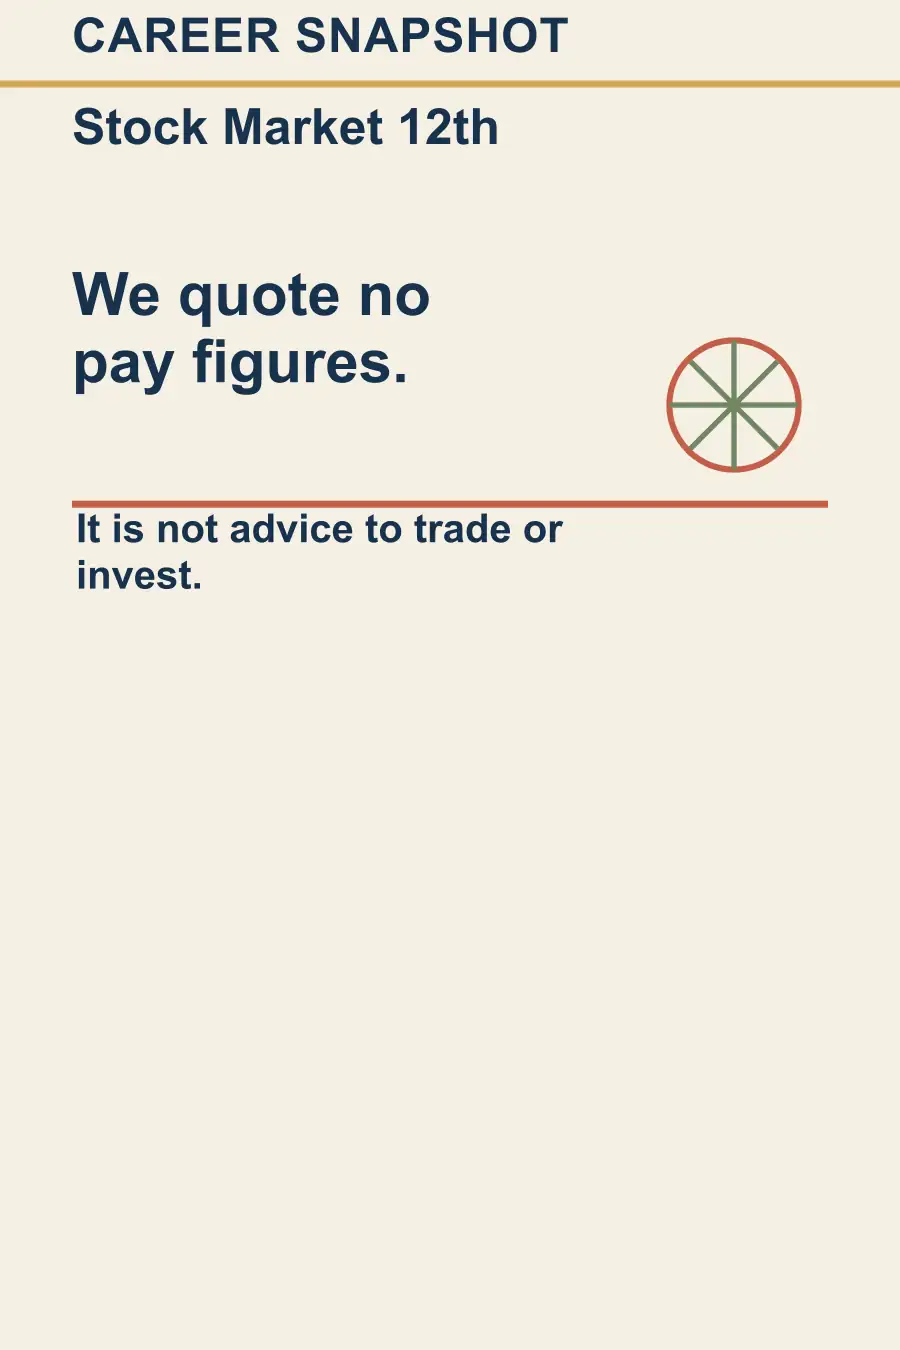 CAREER SNAPSHOT
Stock Market 12th
We quote no
pay figures.
It is not advice to trade or
invest.